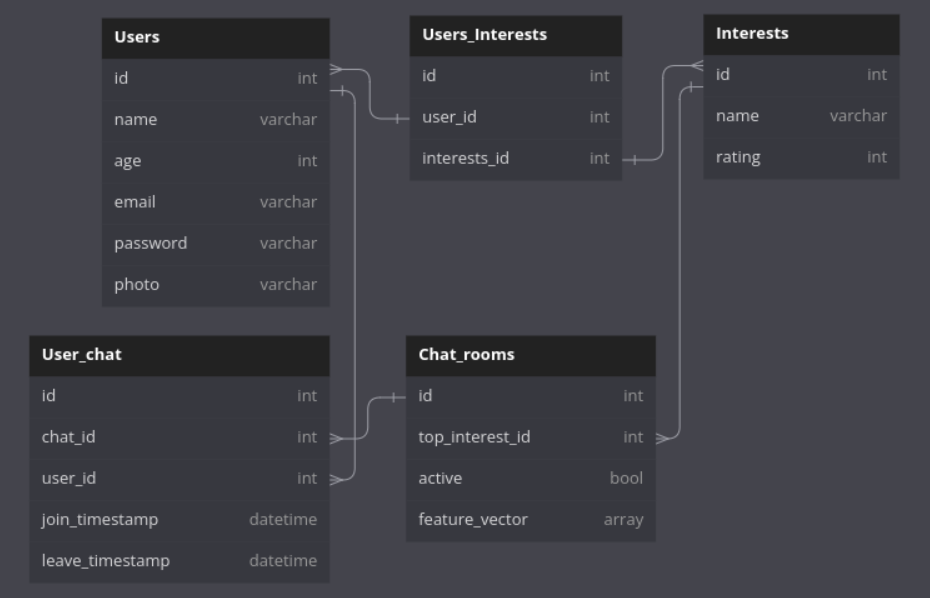 Users
id int
name varchar
age int
email varchar
password varchar
photo varchar
Users_Interests
id int
user_id int
interests_id int
Interests
id int
name varchar
rating int
User_chat
id int
chat_id int
user_id int
join_timestamp datetime
leave_timestamp datetime
Chat_rooms
id int
top_interest_id int
active bool
feature_vector array